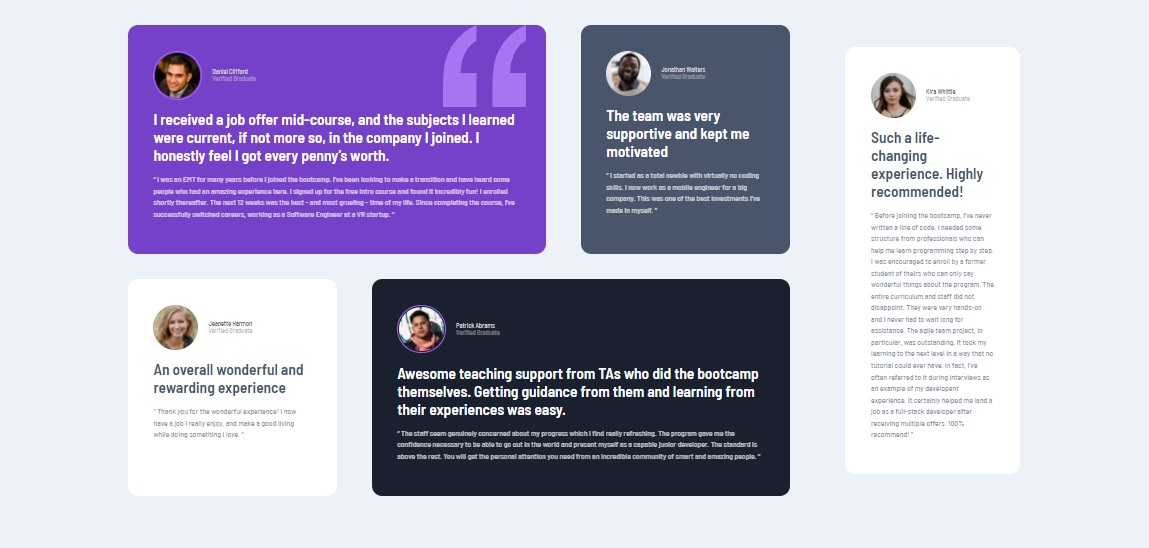 Daniel Clifford
Verified Graduate
I received a job offer mid-course, and the subjects I learned
were current, if not more so, in the company I joined. I
honestly feel I got every penny’s worth.
“ I was an EMT for many years before I joined the bootcamp. I’ve been looking to make a transition and have heard some
people who had an amazing experience here. I signed up for the free intro course and found it incredibly fun! I enrolled
shortly thereafter. The next 12 weeks was the best - and most grueling - time of my life. Since completing the course, I’ve
successfully switched careers, working as a Software Engineer at a VR startup. ”
Jonathan Walters
Verified Graduate
The team was very
supportive and kept me
motivated
“ I started as a total newbie with virtually no coding
skills. I now work as a mobile engineer for a big
company. This was one of the best investments I’ve
made in myself. ”
Jeanette Harmon
Verified Graduate
An overall wonderful and
rewarding experience
“ Thank you for the wonderful experience! I now
have a job I really enjoy, and make a good living
while doing something I love. ”
Patrick Abrams
Verified Graduate
Awesome teaching support from TAs who did the bootcamp
themselves. Getting guidance from them and learning from
their experiences was easy.
“ The staff seem genuinely concerned about my progress which I find really refreshing. The program gave me the
confidence necessary to be able to go out in the world and present myself as a capable junior developer. The standard is
above the rest. You will get the personal attention you need from an incredible community of smart and amazing people. ”
Kira Whittle
Verified Graduate
Such a life-
changing
experience. Highly
recommended!
“ Before joining the bootcamp, I’ve never
written a line of code. I needed some
structure from professionals who can
help me learn programming step by step.
I was encouraged to enroll by a former
student of theirs who can only say
wonderful things about the program. The
entire curriculum and staff did not
disappoint. They were very hands-on
and I never had to wait long for
assistance. The agile team project, in
particular, was outstanding. It took my
learning to the next level in a way that no
tutorial could ever have. In fact, I’ve
often referred to it during interviews as
an example of my developent
experience. It certainly helped me land a
job as a full-stack developer after
receiving multiple offers. 100%
recommend! ”